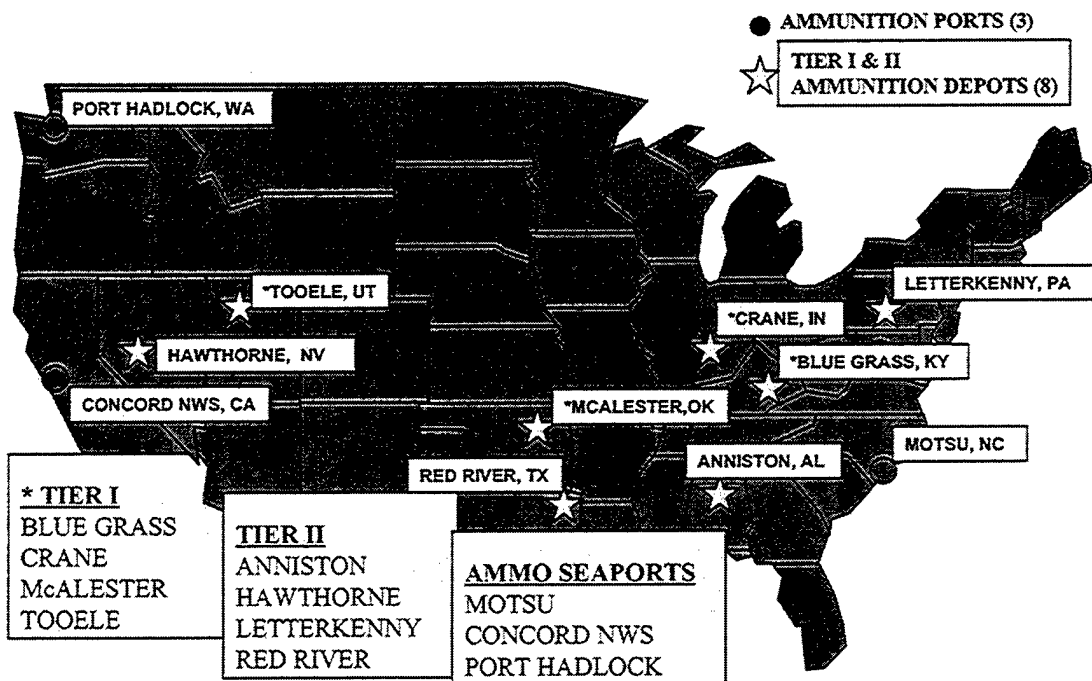 AMMUNITION PORTS (3)
TIER I & II
AMMUNITION DEPOTS (8)
PORT HADLOCK, WA
*TOOELE, UT
HAWTHORNE, NV
CONCORD NWS, CA
LETTERKENNY, PA
*CRANE, IN
*BLUE GRASS, KY
*MCALESTER,OK
RED RIVER, TX
ANNISTON, AL
MOTSU, NC
* TIER I
BLUE GRASS
CRANE
McALESTER
TOOELE
TIER II
ANNISTON
HAWTHORNE
LETTERKENNY
RED RIVER
AMMO SEAPORTS
MOTSU
CONCORD NWS
PORT HADLOCK